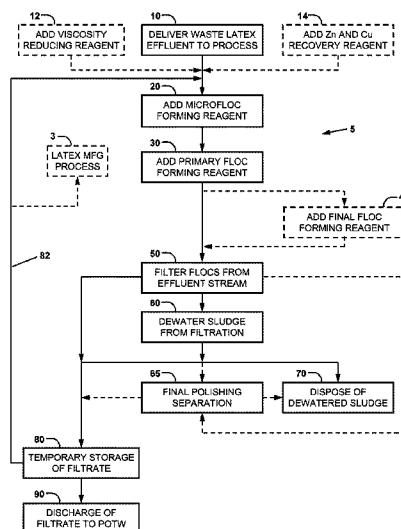 12
10
14
ADD VISCOSITY
REDUCING REAGENT
DELIVER WASTE LATEX
EFFLUENT TO PROCESS
ADD Zn AND Cu
RECOVERY REAGENT
20
ADD MICROFLOC
FORMING REAGENT
5
3
LATEX MFG
PROCESS
30
ADD PRIMARY FLOC
FORMING REAGENT
82
ADD FINAL FLOC
FORMING REAGENT
50
FILTER FLOCS FROM
EFFLUENT STREAM
60
DEWATER SLUDGE
FROM FILTRATION
65
FINAL POLISHING
SEPARATION
70
DISPOSE OF
DEWATERED SLUDGE
80
TEMPORARY STORAGE
OF FILTRATE
90
DISCHARGE OF
FILTRATE TO POTW